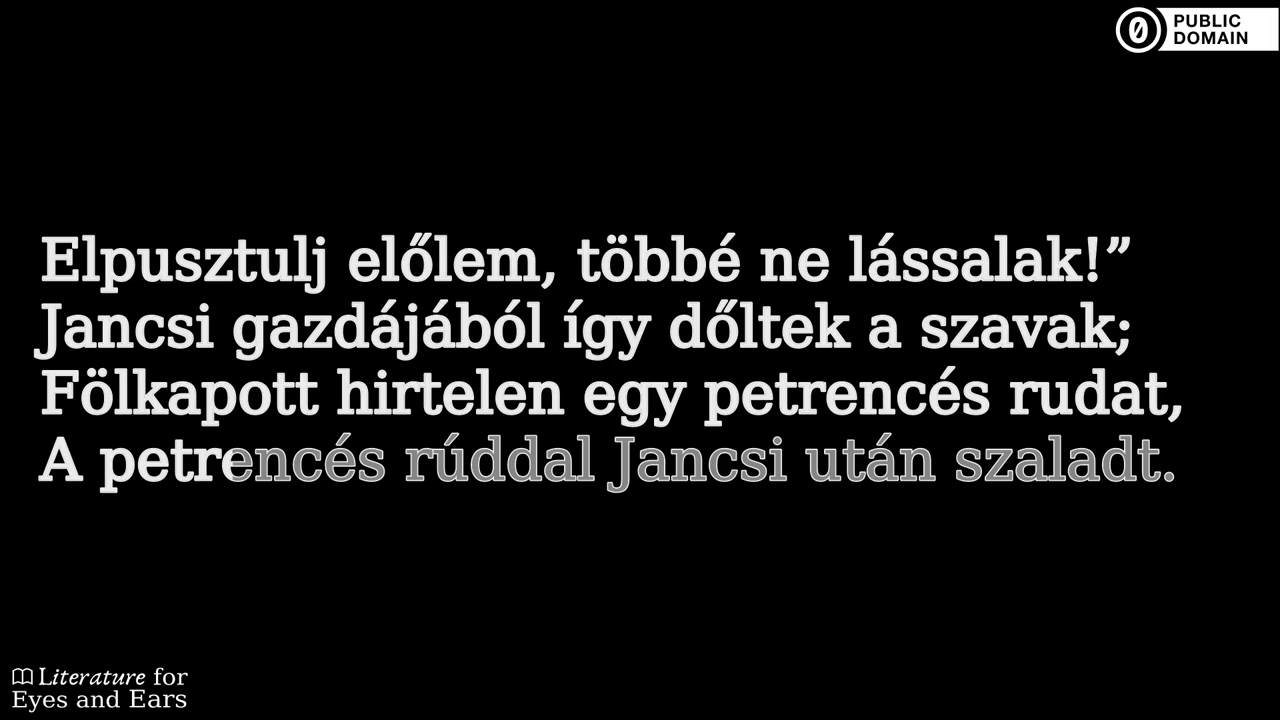 PUBLIC
DOMAIN
Elpusztulj előlem, többé ne lássalak!”
Jancsi gazdájából így dőltek a szavak;
Fölkapott hirtelen egy petrencés rudat,
A petrencés rúddal Jancsi után szaladt.
Literature for
Eyes and Ears